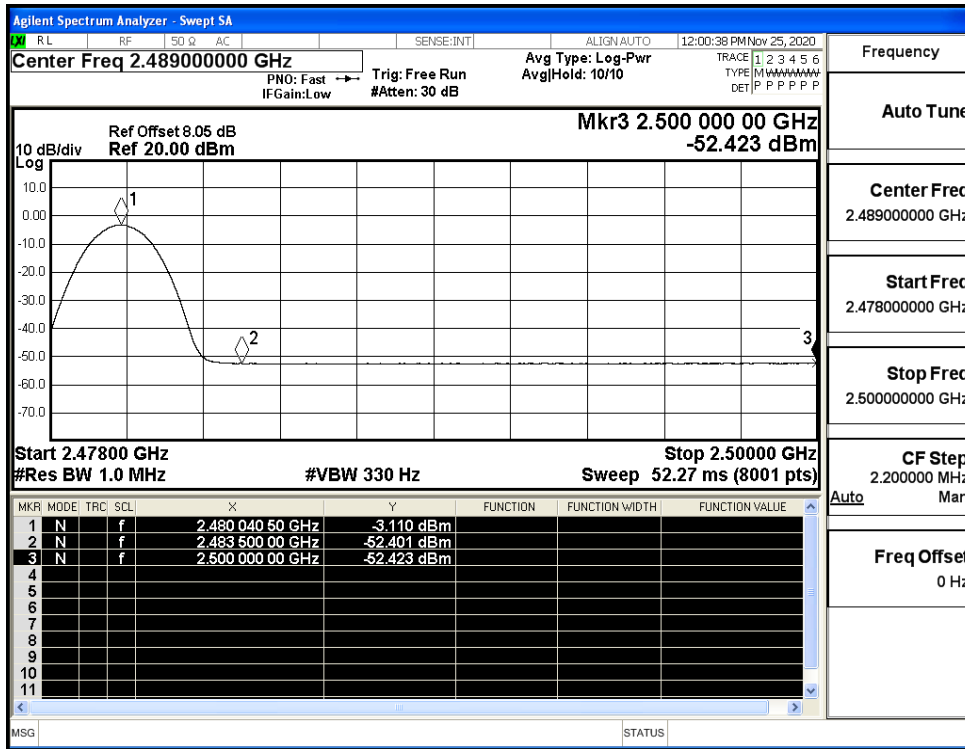 Agilent Spectrum Analyzer - Swept SA
LXI RL RF 50 Ω AC SENSE:INT ALIGN AUTO 12:00:38 PM Nov 25, 2020
Center Freq 2.489000000 GHz
PNO: Fast
IFGain:Low
Trig: Free Run
#Atten: 30 dB
Avg Type: Log-Pwr
Avg|Hold: 10/10
TRACE 1 2 3 4 5 6
TYPE M
DET P P P P P P
Mkr3 2.500 000 00 GHz
-52.423 dBm
Ref Offset 8.05 dB
10 dB/div Ref 20.00 dBm
Log
10.0
0.00
-10.0
-20.0
-30.0
-40.0
-50.0
-60.0
-70.0
1
2
3
Start 2.47800 GHz Stop 2.50000 GHz
#Res BW 1.0 MHz #VBW 330 Hz Sweep 52.27 ms (8001 pts)
MKR MODE TRC SCL X Y FUNCTION FUNCTION WIDTH FUNCTION VALUE
1 N f 2.480 040 50 GHz -3.110 dBm
2 N f 2.483 500 00 GHz -52.401 dBm
3 N f 2.500 000 00 GHz -52.423 dBm
4
5
6
7
8
9
10
11
MSG STATUS
Frequency
Auto Tune
Center Freq
2.489000000 GHz
Start Freq
2.478000000 GHz
Stop Freq
2.500000000 GHz
CF Step
2.200000 MHz
Auto Man
Freq Offset
0 Hz